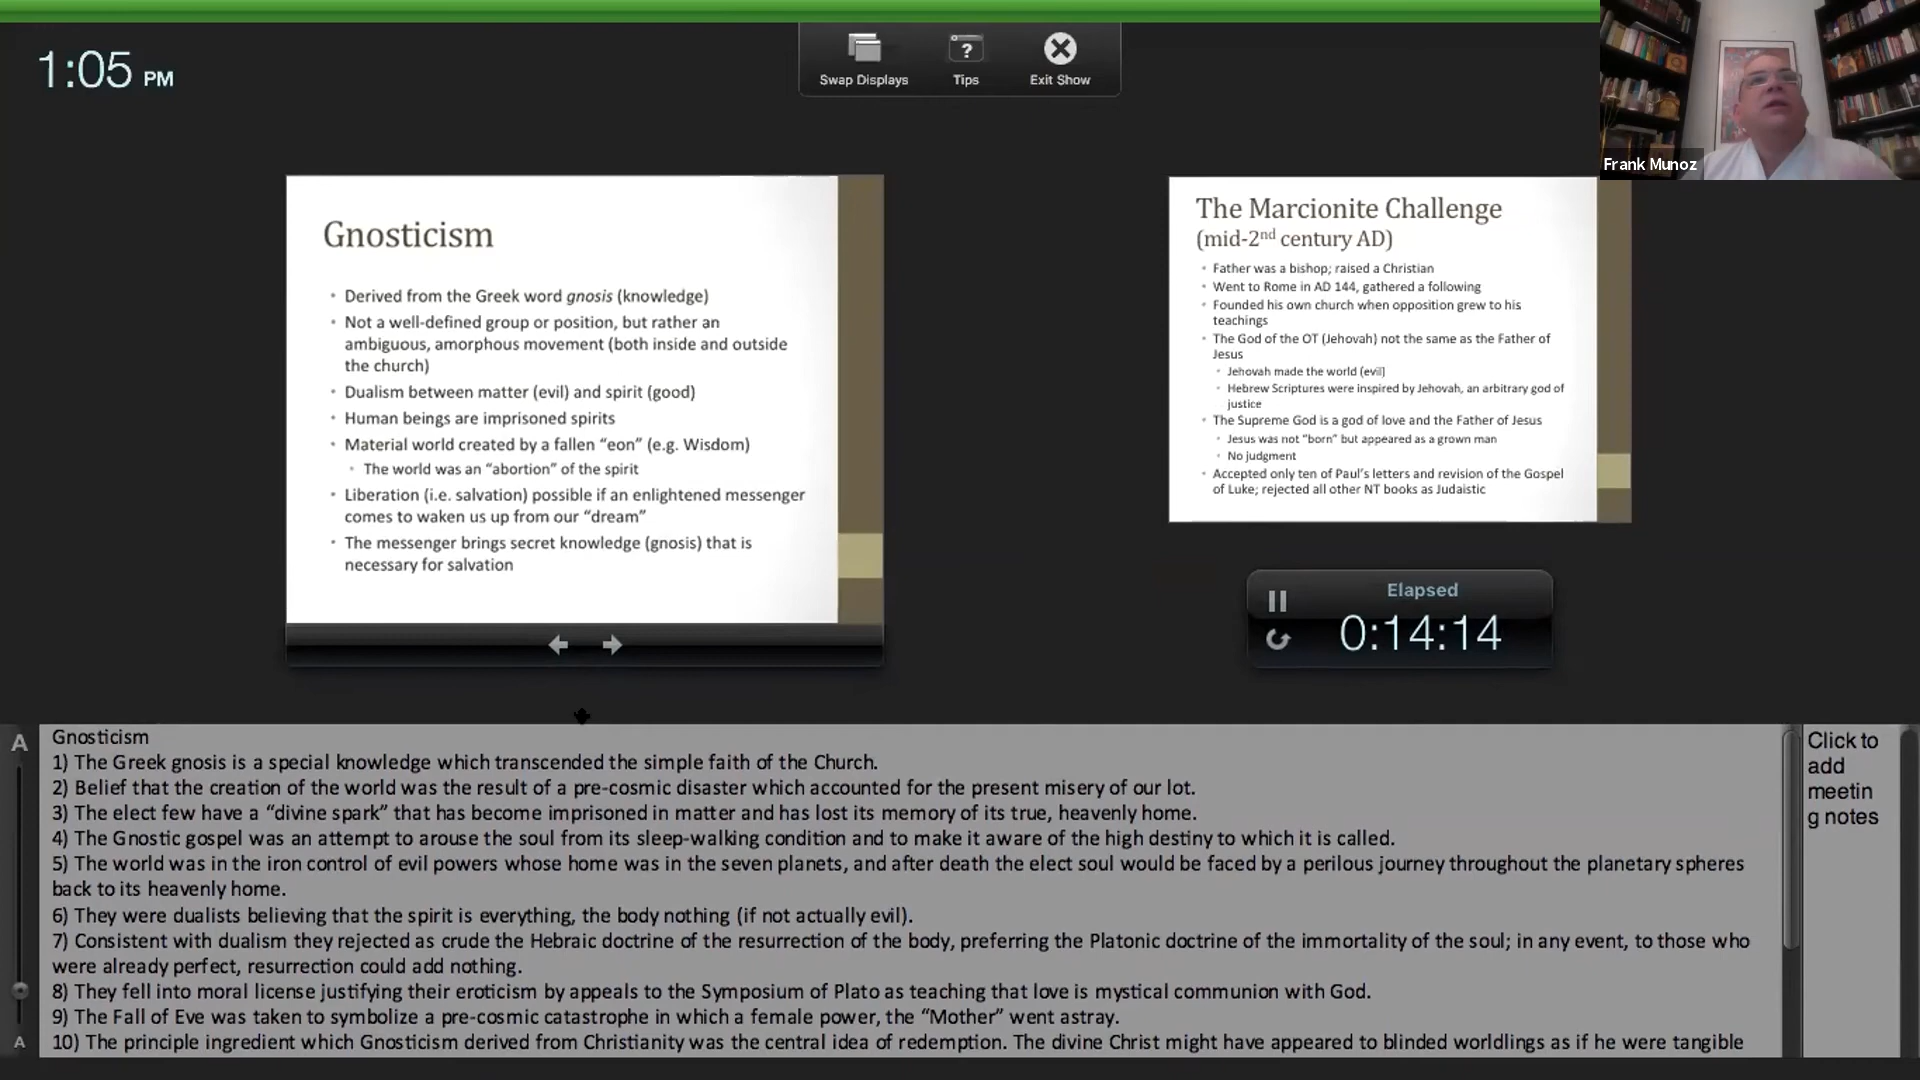 1:05 PM
Swap Displays
Tips
Exit Show
Frank Munoz
Gnosticism
• Derived from the Greek word gnosis (knowledge)
• Not a well-defined group or position, but rather an
ambiguous, amorphous movement (both inside and outside
the church)
• Dualism between matter (evil) and spirit (good)
• Human beings are imprisoned spirits
• Material world created by a fallen “eon” (e.g. Wisdom)
• The world was an “abortion” of the spirit
• Liberation (i.e. salvation) possible if an enlightened messenger
comes to waken us up from our “dream”
• The messenger brings secret knowledge (gnosis) that is
necessary for salvation
The Marcionite Challenge
(mid-2nd century AD)
• Father was a bishop; raised a Christian
• Went to Rome in AD 144, gathered a following
• Founded his own church when opposition grew to his
teachings
• The God of the OT (Jehovah) not the same as the Father of
Jesus
• Jehovah made the world (evil)
• Hebrew Scriptures were inspired by Jehovah, an arbitrary god of
justice
• The Supreme God is a god of love and the Father of Jesus
• Jesus was not “born” but appeared as a grown man
• No judgment
• Accepted only ten of Paul’s letters and revision of the Gospel
of Luke; rejected all other NT books as Judaistic
Elapsed
0:14:14
A
A
Gnosticism
1) The Greek gnosis is a special knowledge which transcended the simple faith of the Church.
2) Belief that the creation of the world was the result of a pre-cosmic disaster which accounted for the present misery of our lot.
3) The elect few have a “divine spark” that has become imprisoned in matter and has lost its memory of its true, heavenly home.
4) The Gnostic gospel was an attempt to arouse the soul from its sleep-walking condition and to make it aware of the high destiny to which it is called.
5) The world was in the iron control of evil powers whose home was in the seven planets, and after death the elect soul would be faced by a perilous journey throughout the planetary spheres
back to its heavenly home.
6) They were dualists believing that the spirit is everything, the body nothing (if not actually evil).
7) Consistent with dualism they rejected as crude the Hebraic doctrine of the resurrection of the body, preferring the Platonic doctrine of the immortality of the soul; in any event, to those who
were already perfect, resurrection could add nothing.
8) They fell into moral license justifying their eroticism by appeals to the Symposium of Plato as teaching that love is mystical communion with God.
9) The Fall of Eve was taken to symbolize a pre-cosmic catastrophe in which a female power, the “Mother” went astray.
10) The principle ingredient which Gnosticism derived from Christianity was the central idea of redemption. The divine Christ might have appeared to blinded worldlings as if he were tangible
Click to
add
meetin
g notes